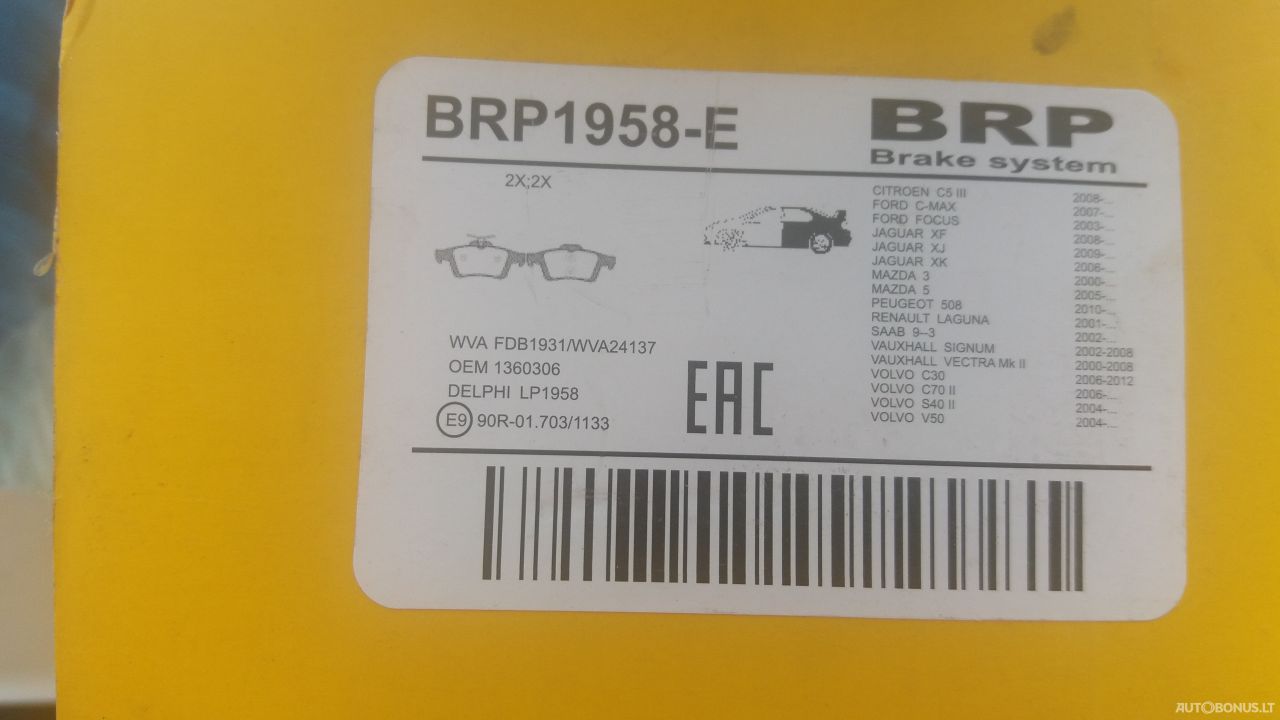 BRP1958-E
BRP
Brake system
2X;2X
CITROEN C5 III 2008-...
FORD C-MAX 2007-...
FORD FOCUS 2003-...
JAGUAR XF 2008-...
JAGUAR XJ 2009-...
JAGUAR XK 2006-...
MAZDA 3 2000-...
MAZDA 5 2005-...
PEUGEOT 508 2010-...
RENAULT LAGUNA 2001-...
SAAB 9--3 2002-...
VAUXHALL SIGNUM 2002-2008
VAUXHALL VECTRA Mk II 2000-2008
VOLVO C30 2006-2012
VOLVO C70 II 2006-...
VOLVO S40 II 2004-...
VOLVO V50 2004-...
WVA FDB1931/WVA24137
OEM 1360306
DELPHI LP1958
E9 90R-01.703/1133
EAC
AUTOBONUS.LT